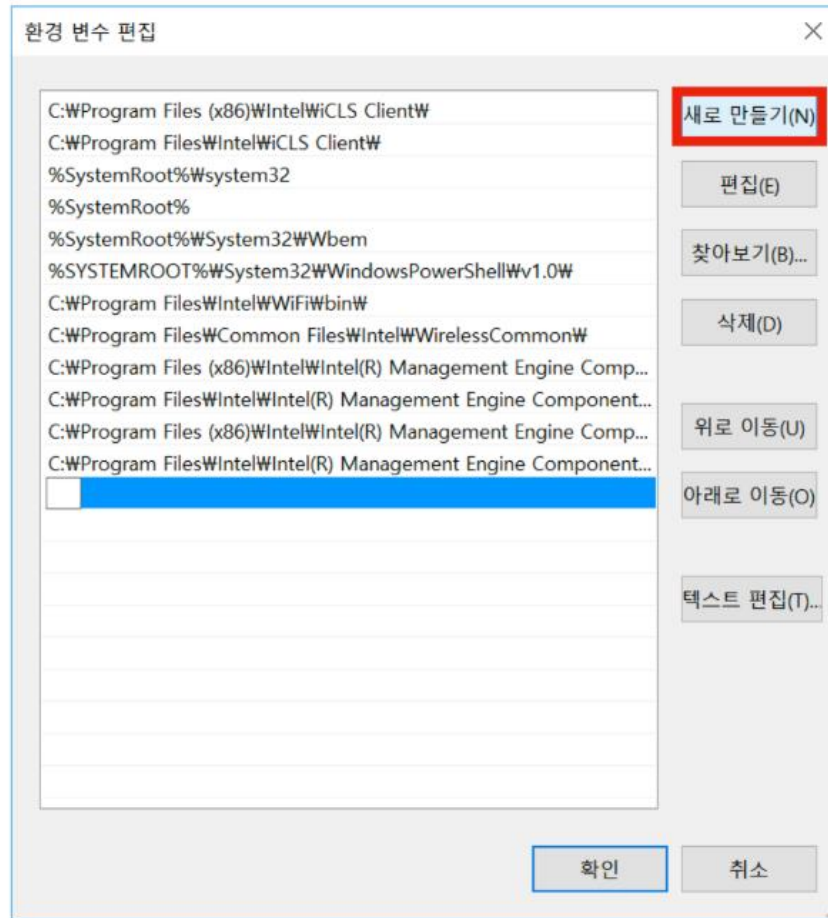 환경 변수 편집
C:₩Program Files (x86)₩Intel₩iCLS Client₩
C:₩Program Files₩Intel₩iCLS Client₩
%SystemRoot%₩system32
%SystemRoot%
%SystemRoot%₩System32₩Wbem
%SYSTEMROOT%₩System32₩WindowsPowerShell₩v1.0₩
C:₩Program Files₩Intel₩WiFi₩bin₩
C:₩Program Files₩Common Files₩Intel₩WirelessCommon₩
C:₩Program Files (x86)₩Intel₩Intel(R) Management Engine Comp...
C:₩Program Files₩Intel₩Intel(R) Management Engine Component...
C:₩Program Files (x86)₩Intel₩Intel(R) Management Engine Comp...
C:₩Program Files₩Intel₩Intel(R) Management Engine Component...
새로 만들기(N)
편집(E)
찾아보기(B)...
삭제(D)
위로 이동(U)
아래로 이동(O)
텍스트 편집(T)...
확인
취소